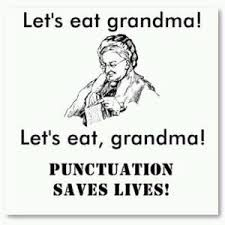 Let's eat grandma!
Let's eat, grandma!
PUNCTUATION
SAVES LIVES!